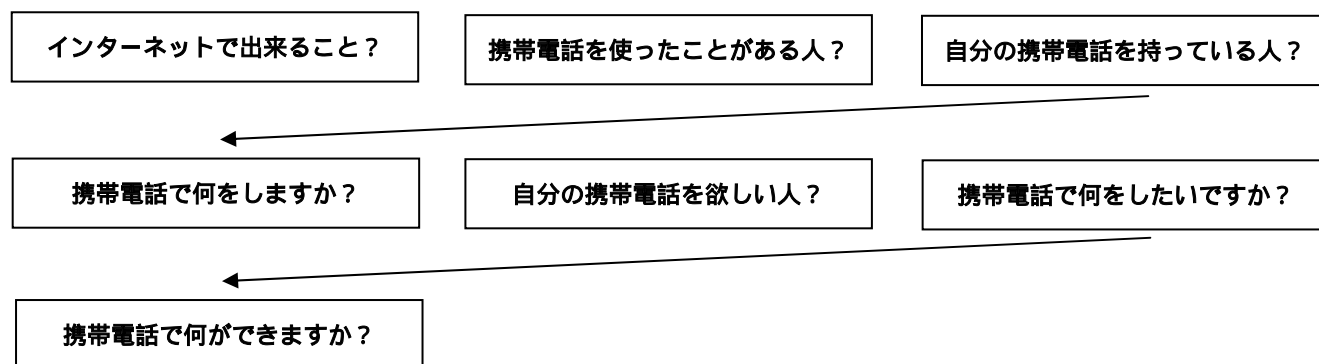 インターネットで出来ること？
携帯電話を使ったことがある人？
自分の携帯電話を持っている人？
携帯電話で何をしますか？
自分の携帯電話を欲しい人？
携帯電話で何をしたいですか？
携帯電話で何ができますか？